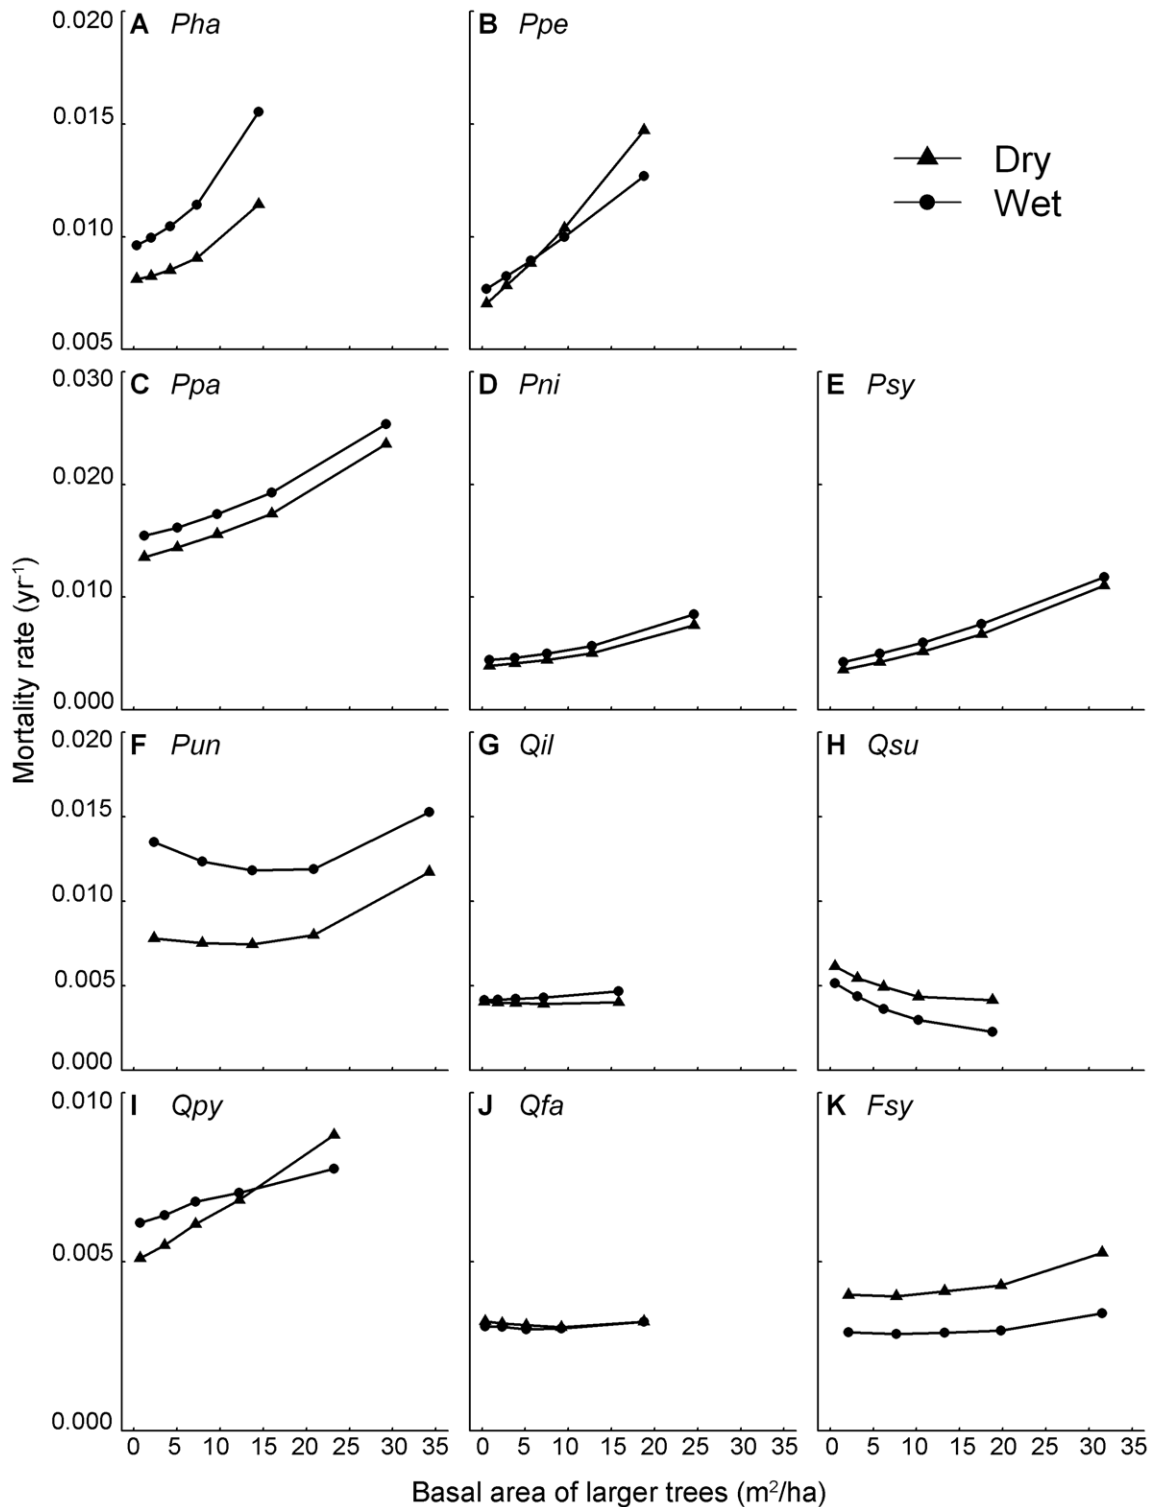 0.020
A Pha
B Ppe
0.015
0.010
0.005
Dry
Wet
0.030
C Ppa
D Pni
E Psy
0.020
0.010
0.000
Mortality rate (yr⁻¹)
0.020
F Pun
G Qil
H Qsu
0.015
0.010
0.005
0.000
0.010
I Qpy
J Qfa
K Fsy
0.005
0.000
0 5 10 15 20 25 30 35
0 5 10 15 20 25 30 35
0 5 10 15 20 25 30 35
Basal area of larger trees (m²/ha)